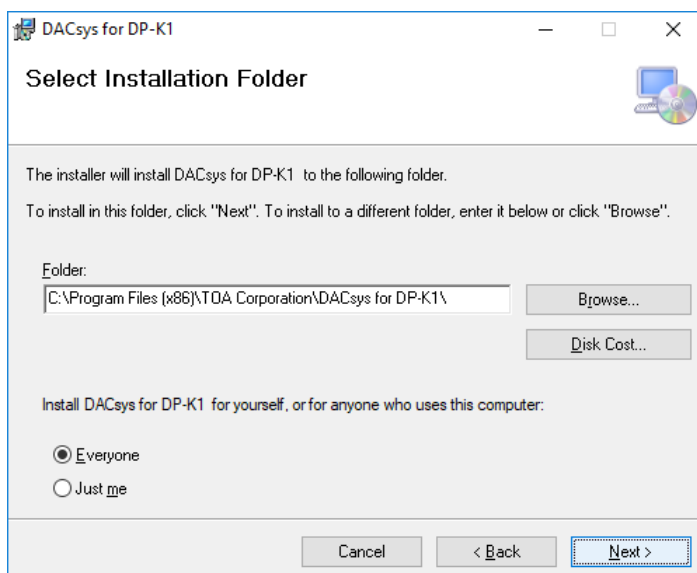 DACsys for DP-K1
Select Installation Folder
The installer will install DACsys for DP-K1 to the following folder.
To install in this folder, click "Next". To install to a different folder, enter it below or click "Browse".
Folder:
C:\Program Files (x86)\TOA Corporation\DACsys for DP-K1\
Browse...
Disk Cost...
Install DACsys for DP-K1 for yourself, or for anyone who uses this computer:
Everyone
Just me
Cancel
< Back
Next >